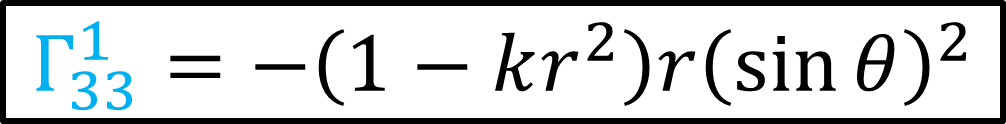 Γ¹₃₃ = −(1 − kr²)r(sin θ)²